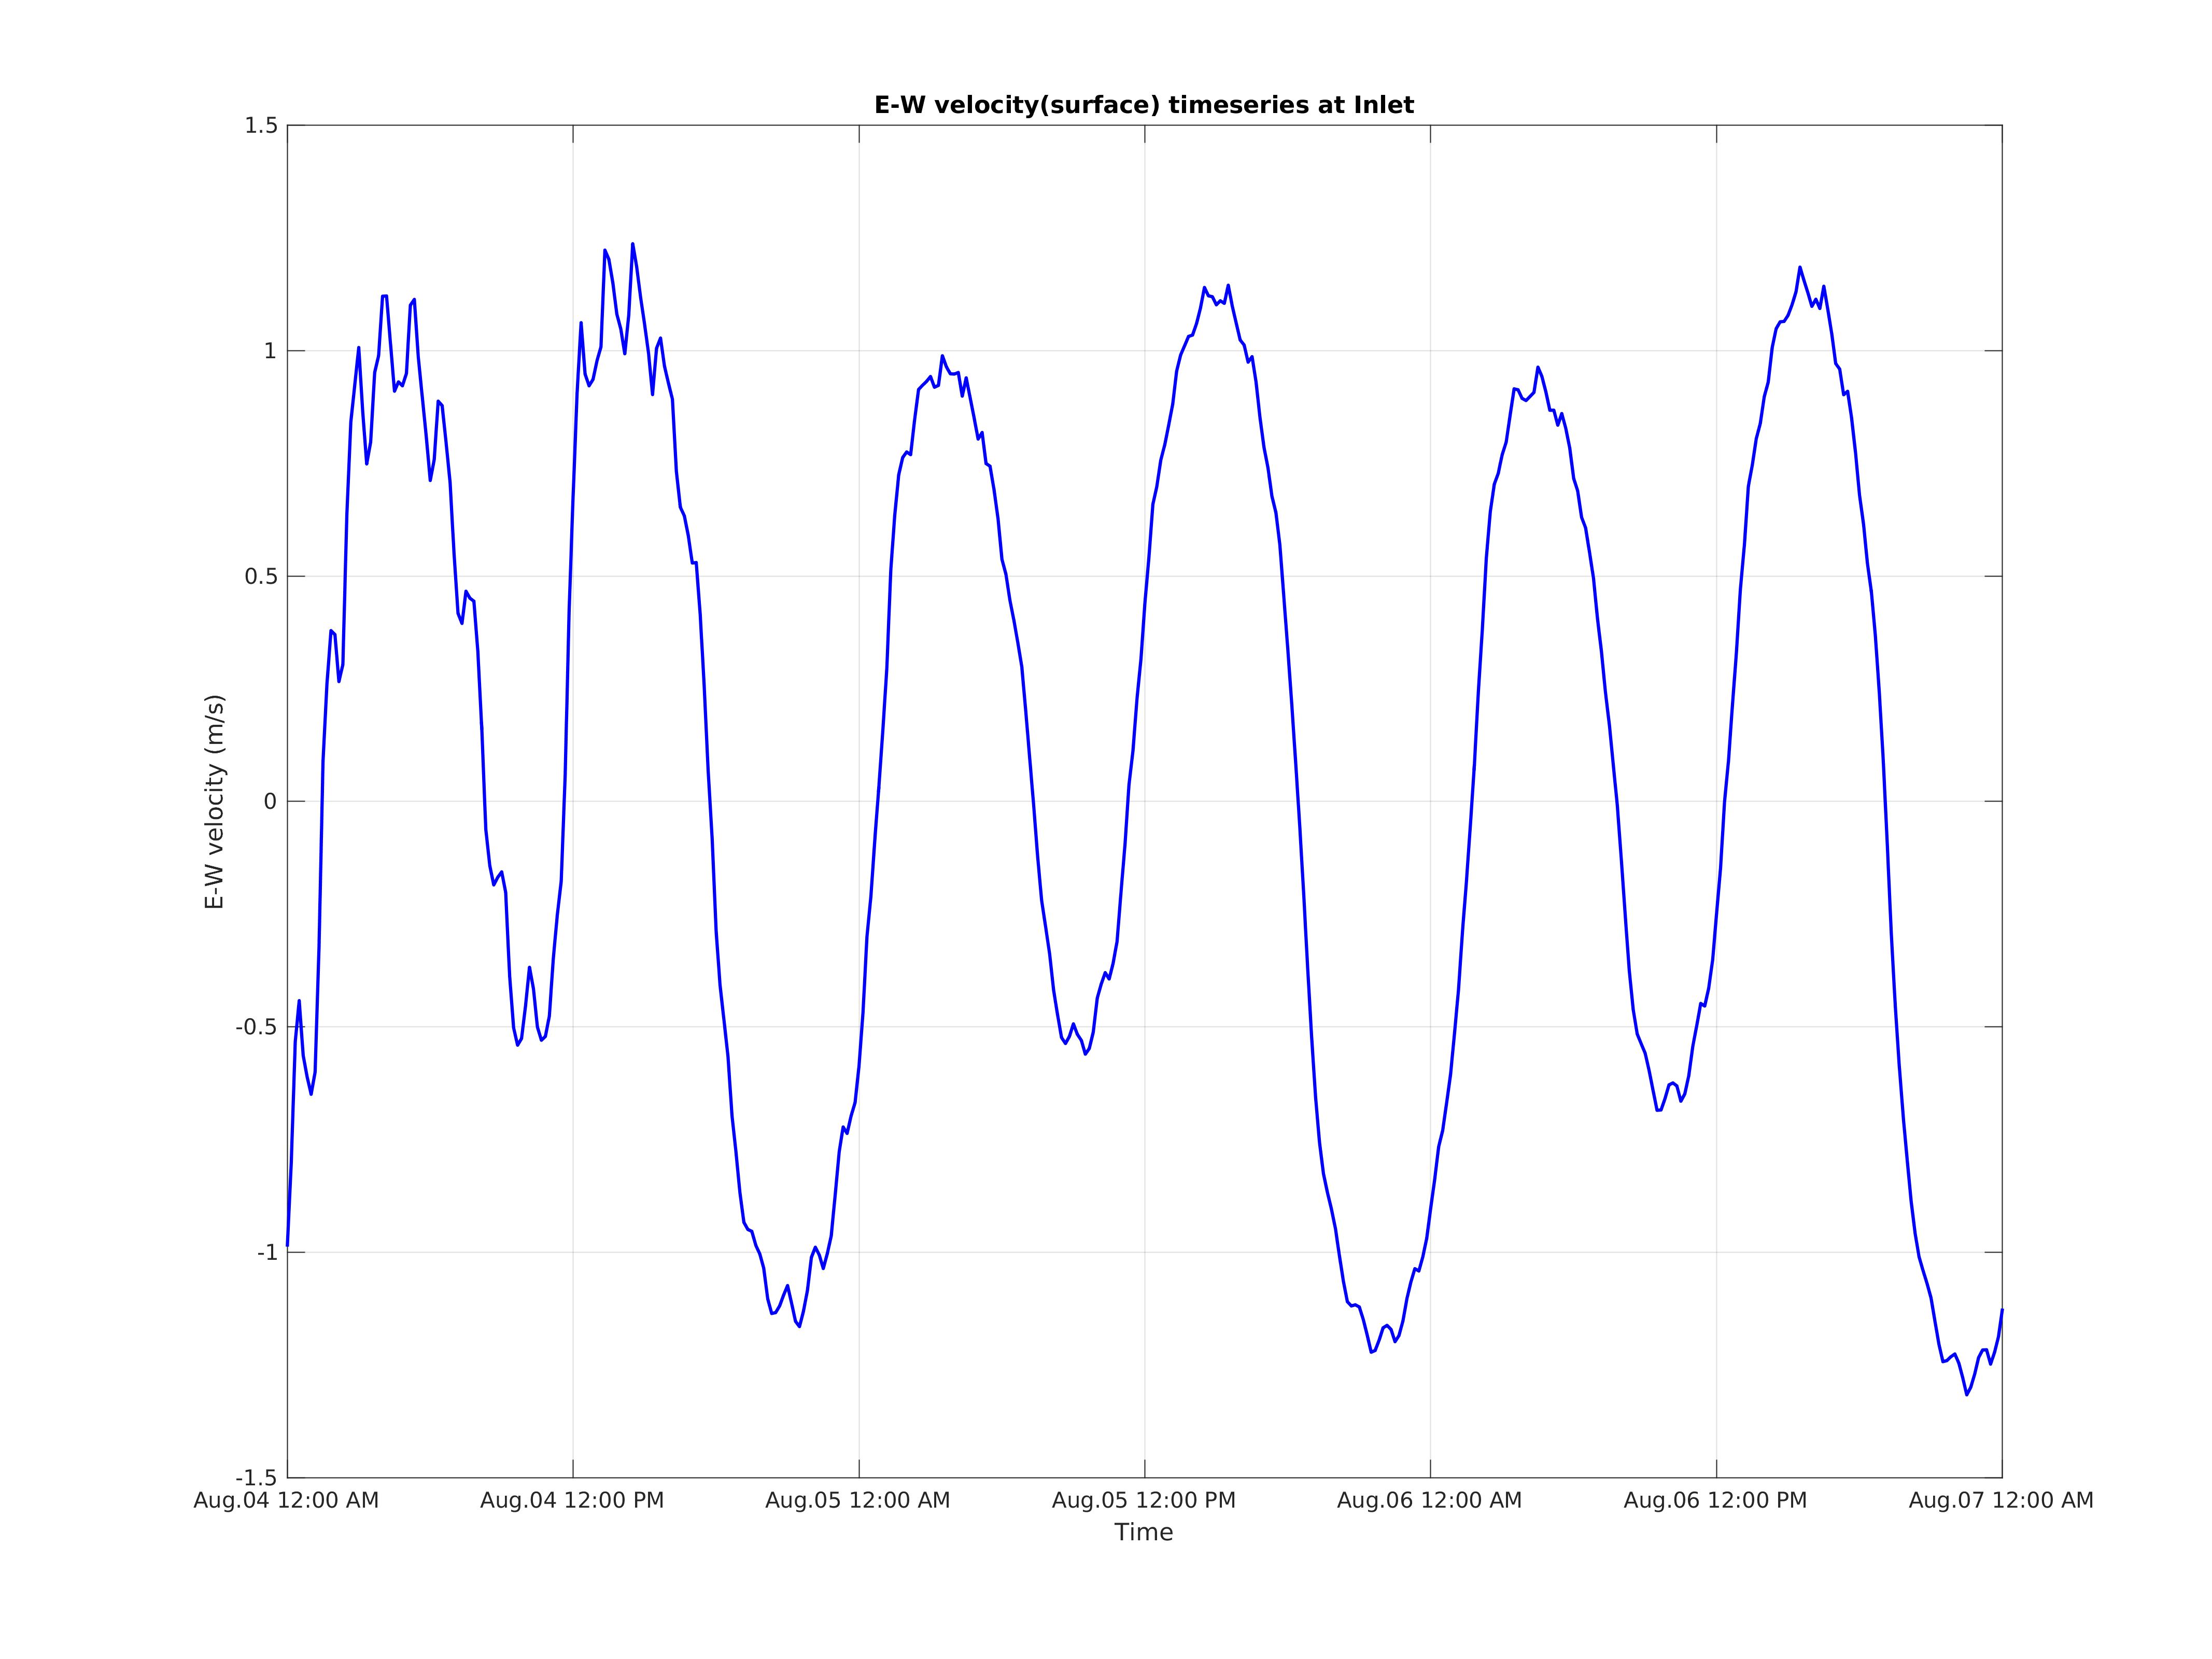 E-W velocity(surface) timeseries at Inlet
1.5
1
0.5
0
-0.5
-1
-1.5
E-W velocity (m/s)
Aug.04 12:00 AM Aug.04 12:00 PM Aug.05 12:00 AM Aug.05 12:00 PM Aug.06 12:00 AM Aug.06 12:00 PM Aug.07 12:00 AM
Time